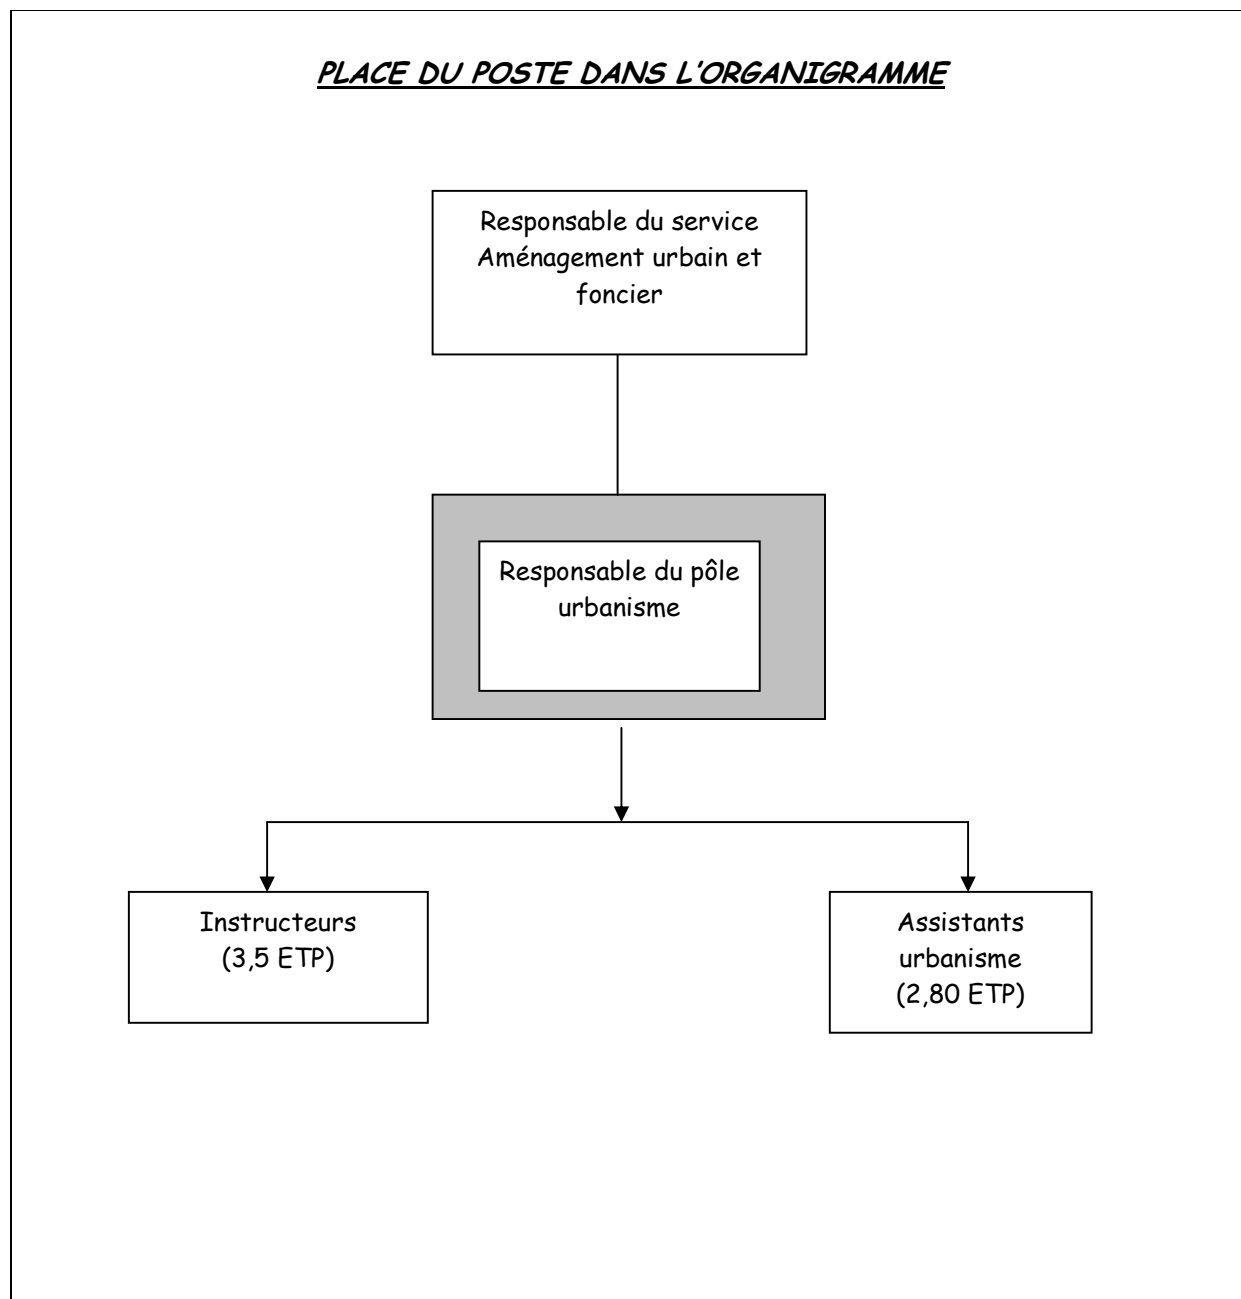 PLACE DU POSTE DANS L'ORGANIGRAMME
Responsable du service
Aménagement urbain et
foncier
Responsable du pôle
urbanisme
Instructeurs
(3,5 ETP)
Assistants
urbanisme
(2,80 ETP)